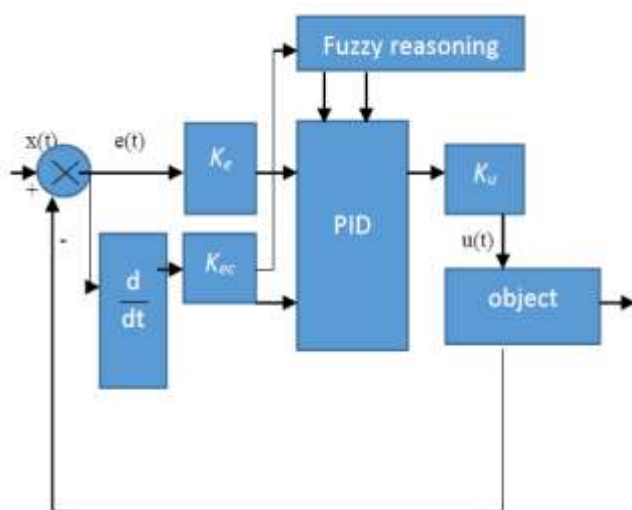 Fuzzy reasoning
x(t)
e(t)
+
-
Ke
Kec
d
dt
PID
Ku
u(t)
object